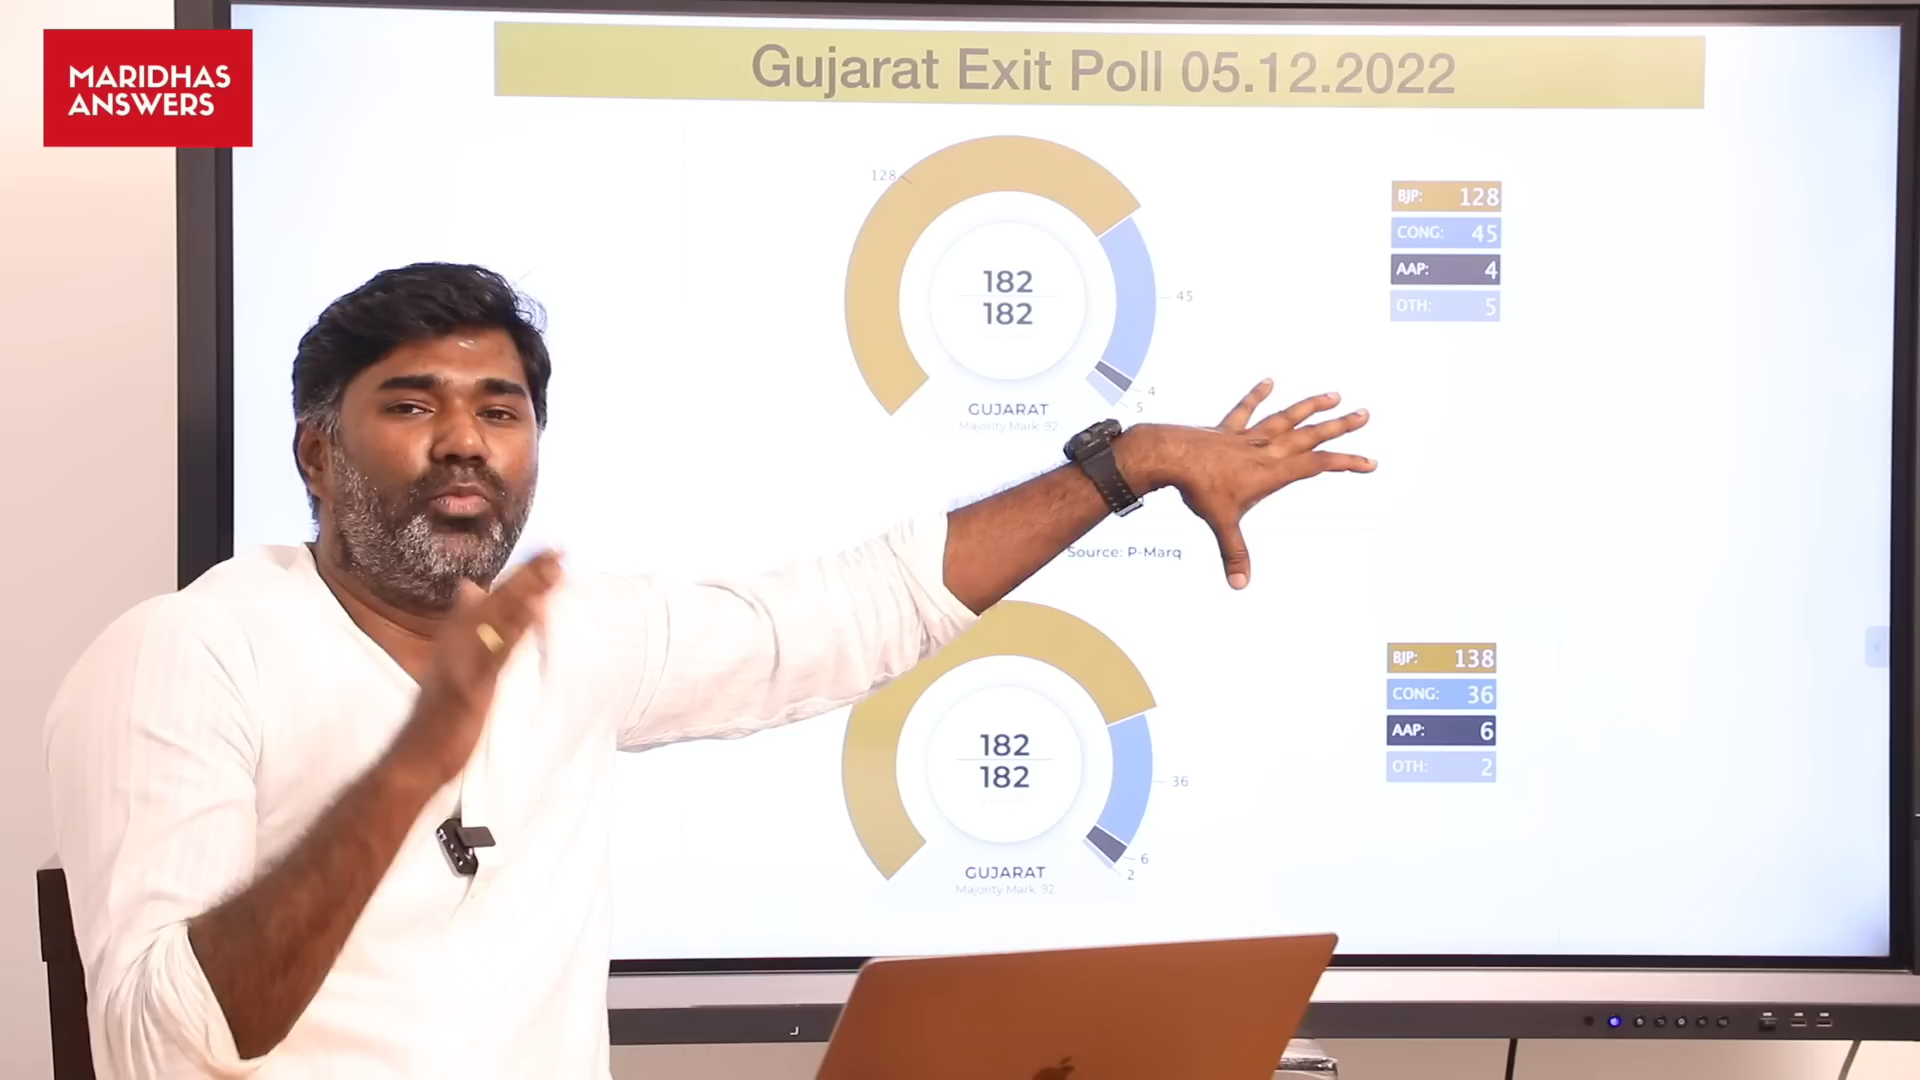 MARIDHAS
ANSWERS
Gujarat Exit Poll 05.12.2022
128
182
182
45
4
5
GUJARAT
Majority Mark: 92
BJP: 128
CONG: 45
AAP: 4
OTH: 5
Source: P-Marq
182
182
36
6
2
GUJARAT
Majority Mark: 92
BJP: 138
CONG: 36
AAP: 6
OTH: 2